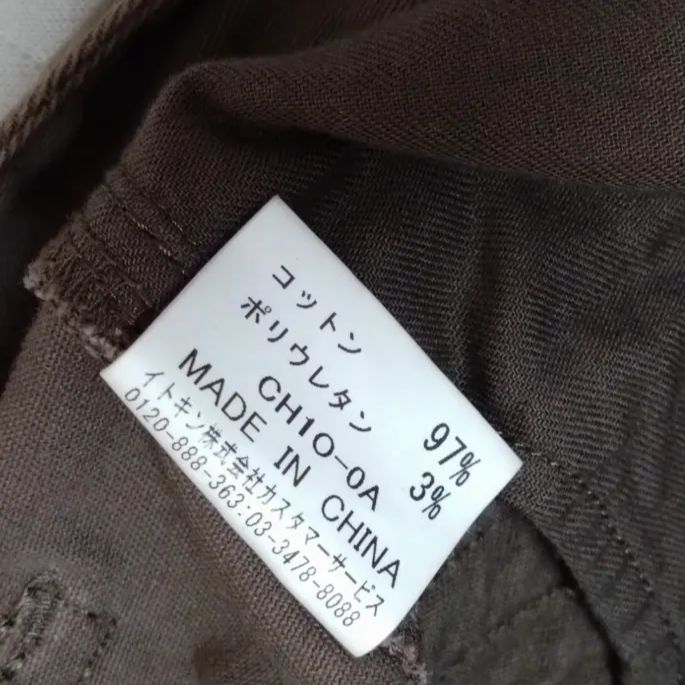 コットン 97%
ポリウレタン 3%
CH10-0A
MADE IN CHINA
イトキン株式会社カスタマーサービス
0120-888-363:03-3478-8088